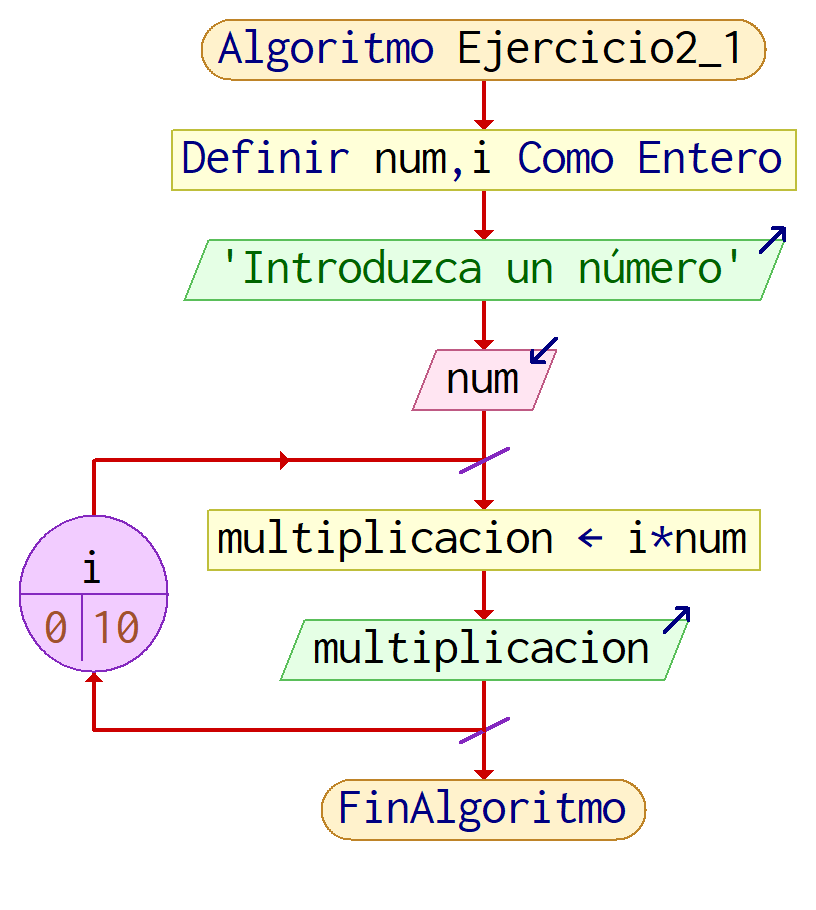 Algoritmo Ejercicio2_1
Definir num,i Como Entero
'Introduzca un número'
num
multiplicacion ← i*num
i
0 10
multiplicacion
FinAlgoritmo